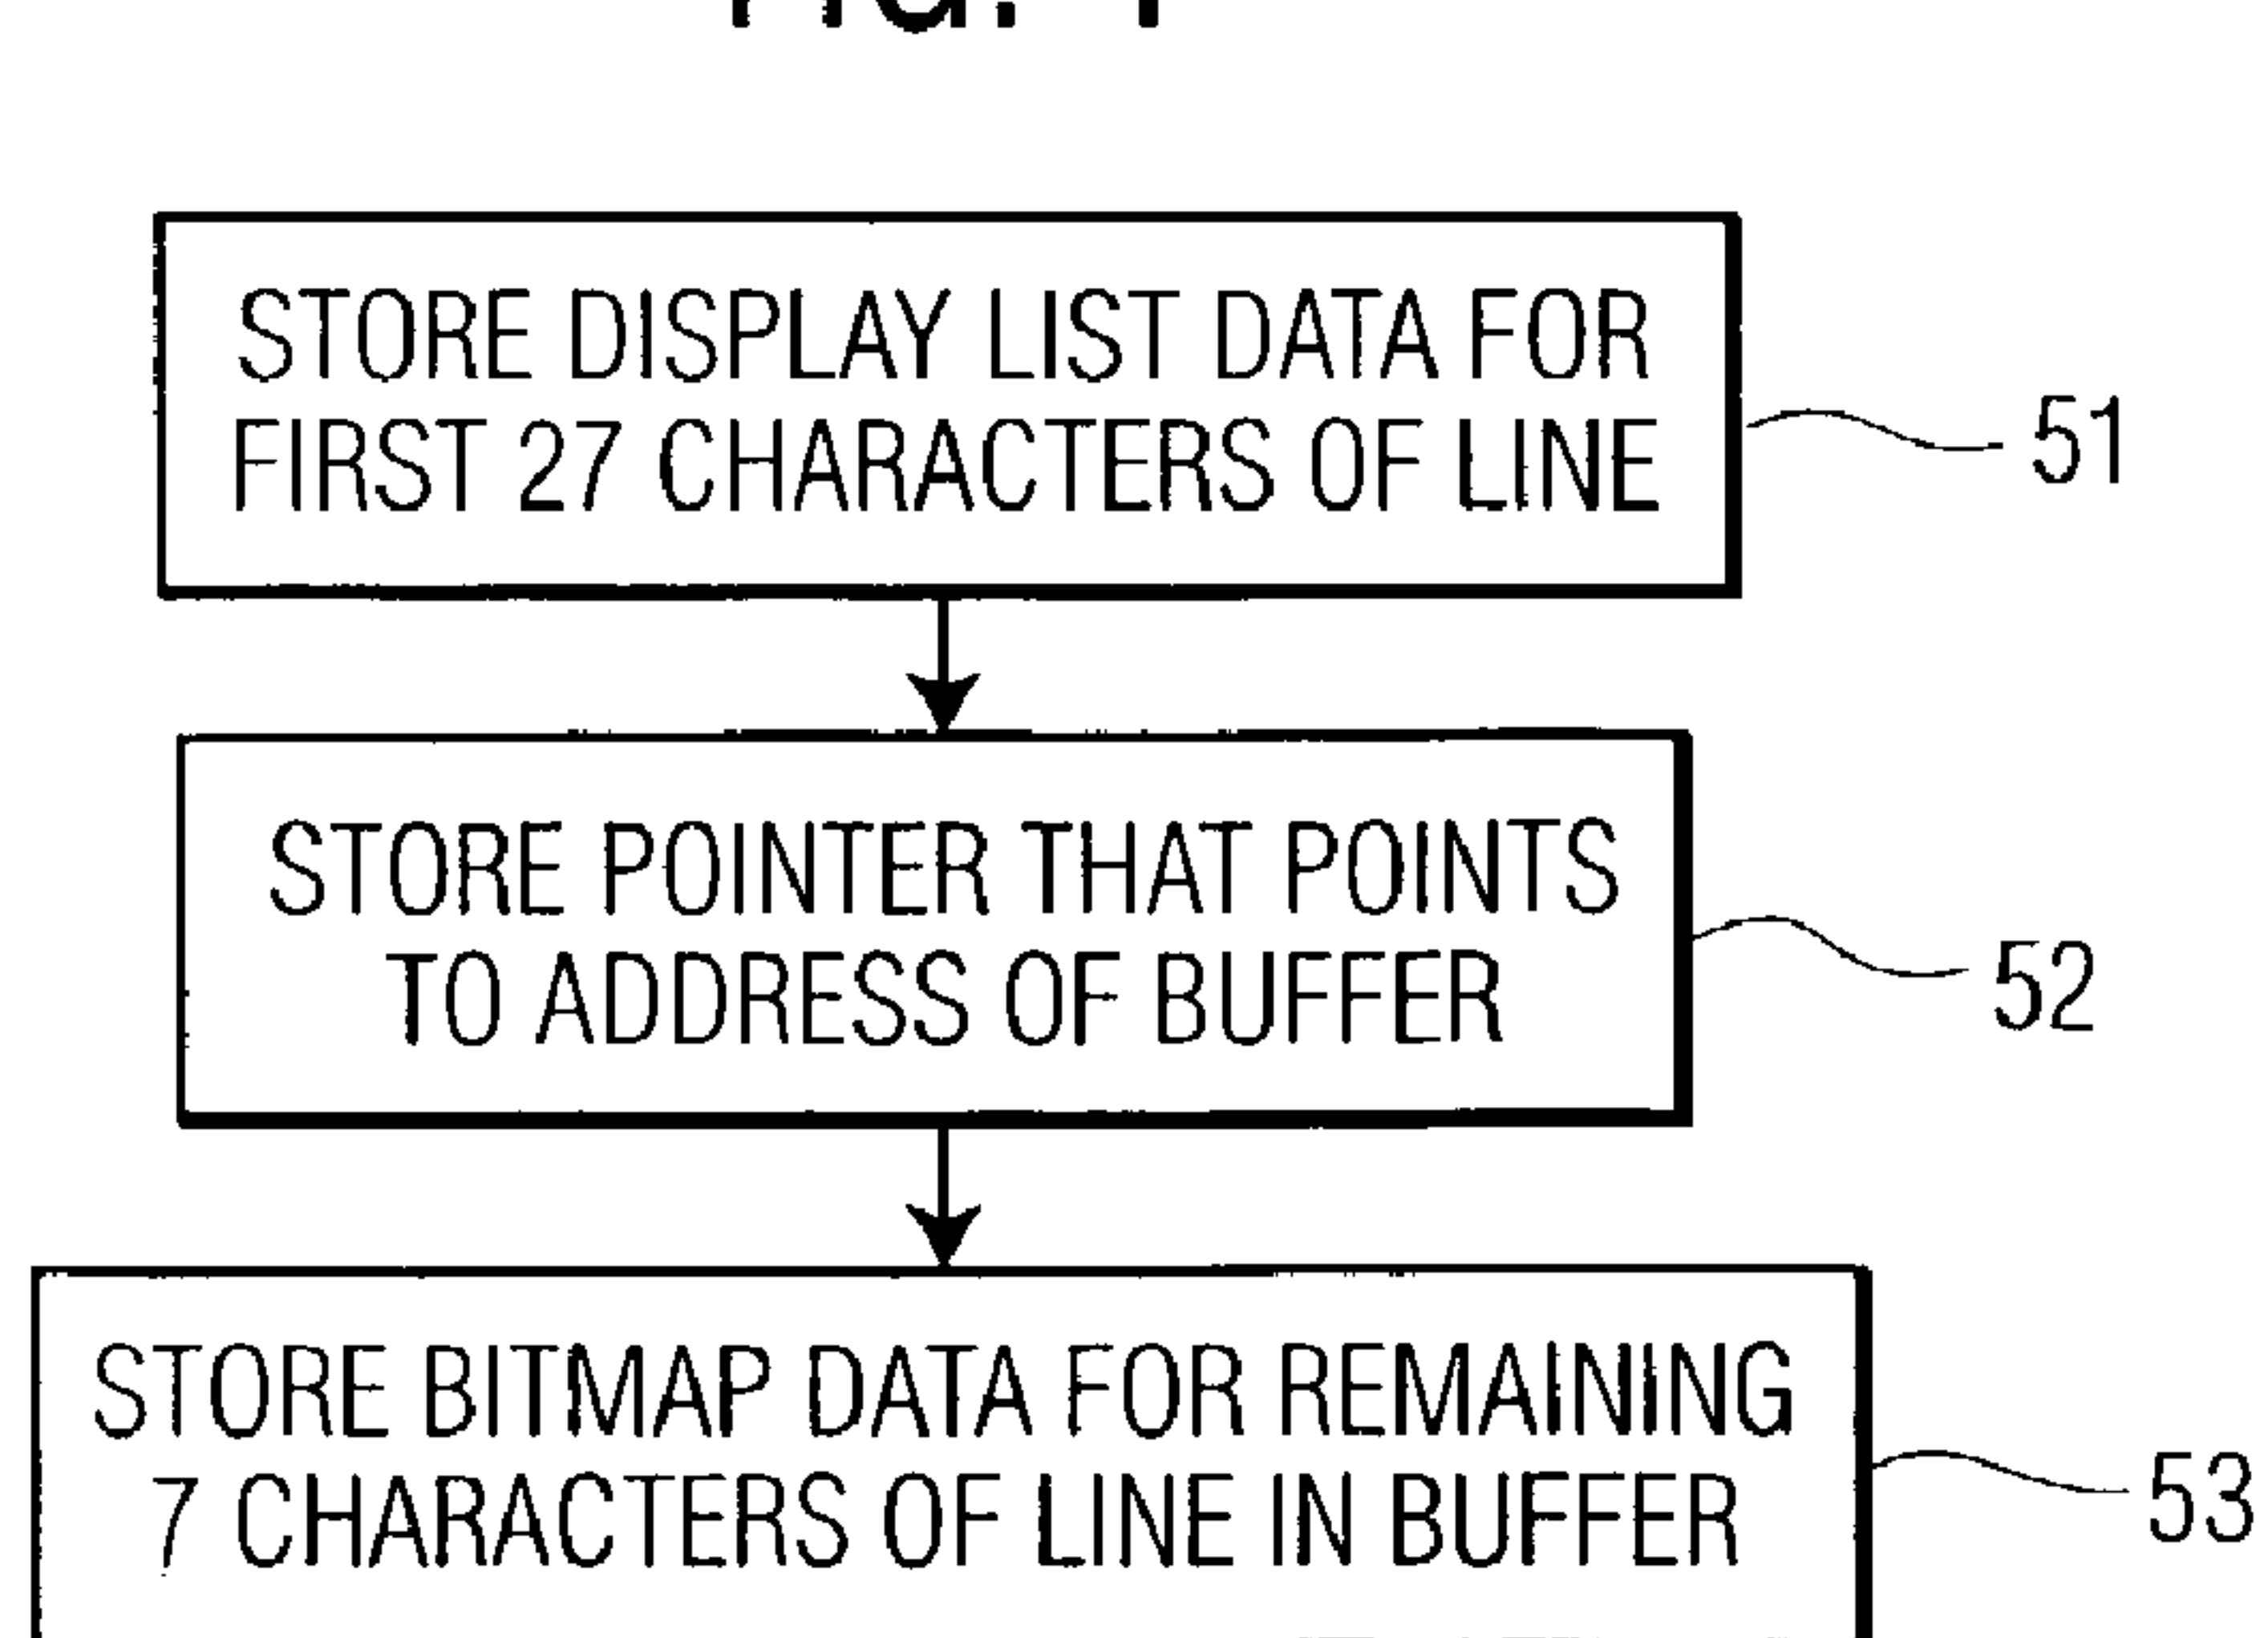 STORE DISPLAY LIST DATA FOR
FIRST 27 CHARACTERS OF LINE
51
STORE POINTER THAT POINTS
TO ADDRESS OF BUFFER
52
STORE BITMAP DATA FOR REMAINING
7 CHARACTERS OF LINE IN BUFFER
53